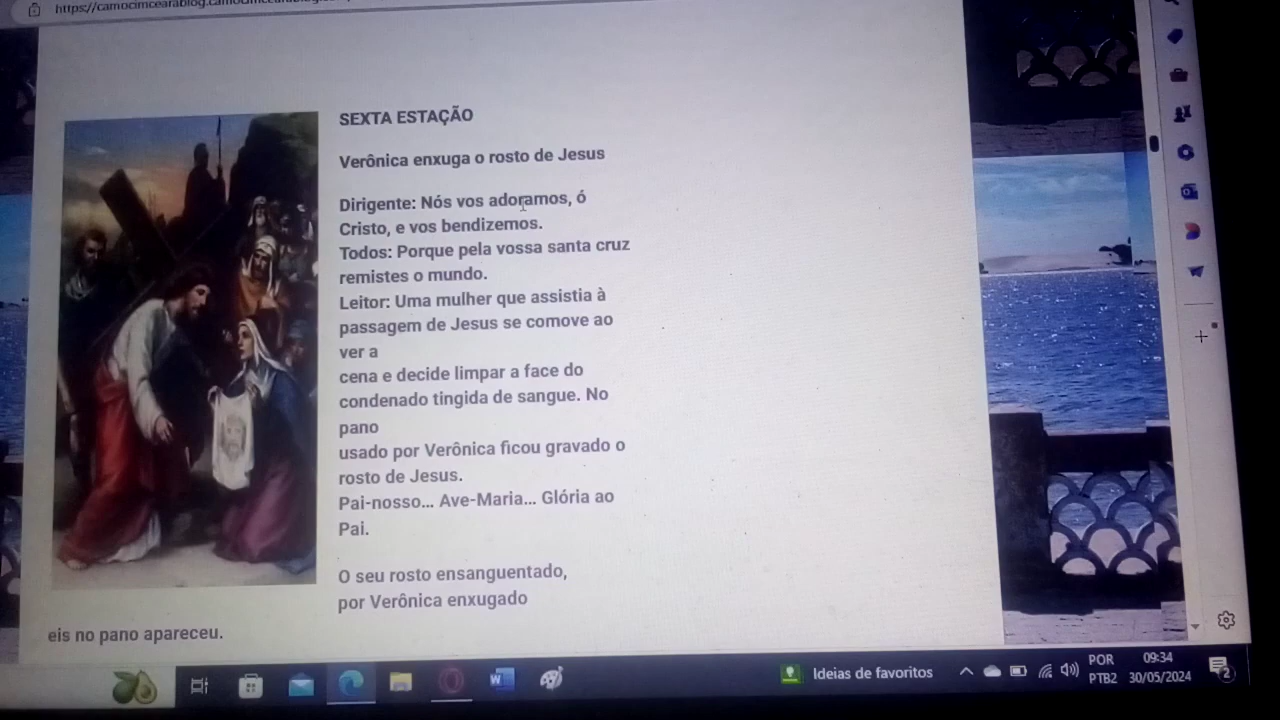 SEXTA ESTAÇÃO
Verônica enxuga o rosto de Jesus
Dirigente: Nós vos adoramos, ó
Cristo, e vos bendizemos.
Todos: Porque pela vossa santa cruz
remistes o mundo.
Leitor: Uma mulher que assistia à
passagem de Jesus se comove ao
ver a
cena e decide limpar a face do
condenado tingida de sangue. No
pano
usado por Verônica ficou gravado o
rosto de Jesus.
Pai-nosso... Ave-Maria... Glória ao
Pai.
O seu rosto ensanguentado,
por Verônica enxugado
eis no pano apareceu.
Ideias de favoritos
POR
PTB2
09:34
30/05/2024
2